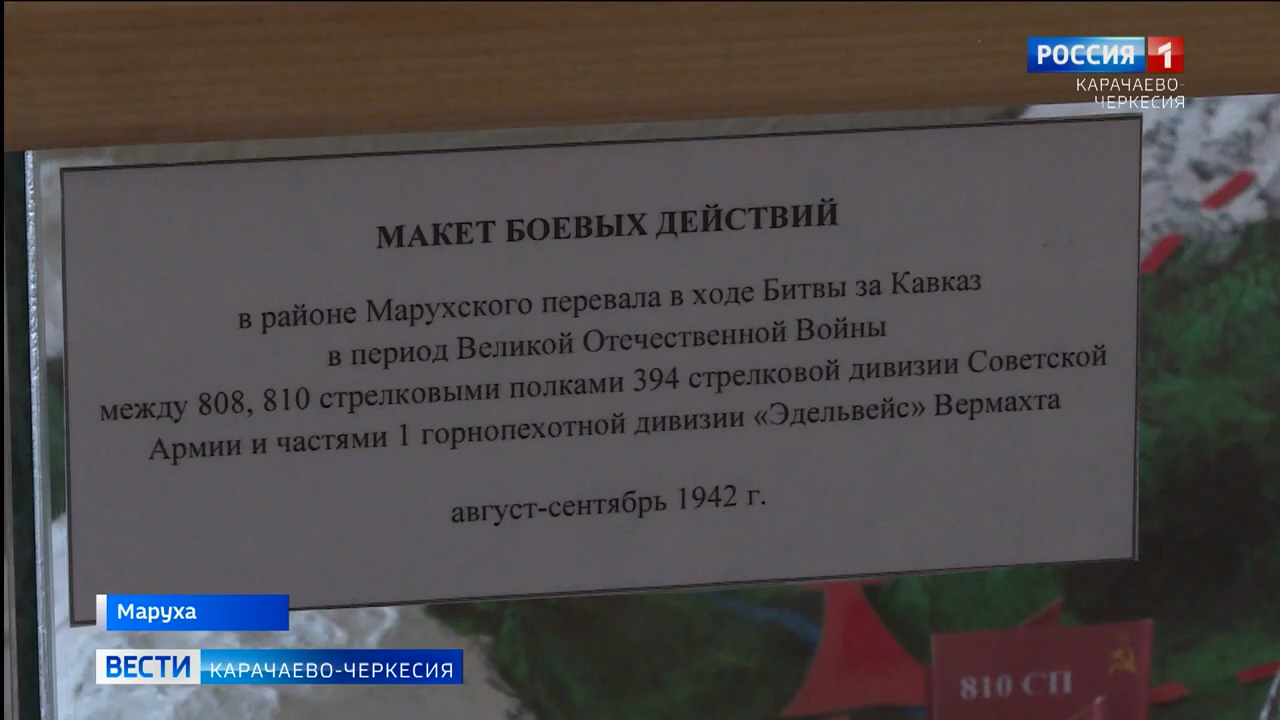 РОССИЯ 1
КАРАЧАЕВО-
ЧЕРКЕСИЯ
МАКЕТ БОЕВЫХ ДЕЙСТВИЙ
в районе Марухского перевала в ходе Битвы за Кавказ
в период Великой Отечественной Войны
между 808, 810 стрелковыми полками 394 стрелковой дивизии Советской
Армии и частями 1 горнопехотной дивизии «Эдельвейс» Вермахта
август-сентябрь 1942 г.
Маруха
ВЕСТИ КАРАЧАЕВО-ЧЕРКЕСИЯ
810 СП